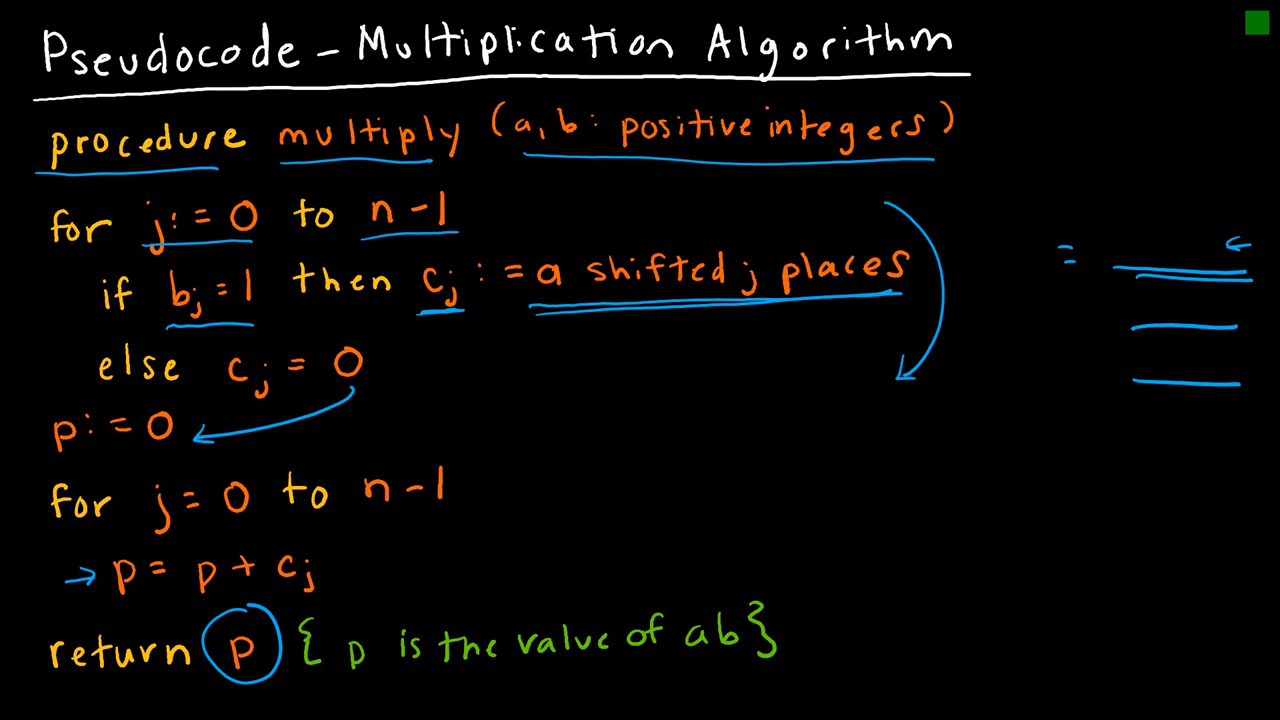 Pseudocode - Multiplication Algorithm
procedure multiply (a, b: positive integers)
for j := 0 to n - 1
if bj = 1 then cj := a shifted j places
else cj = 0
p := 0
for j = 0 to n - 1
→ p = p + cj
return p { p is the value of ab}
=